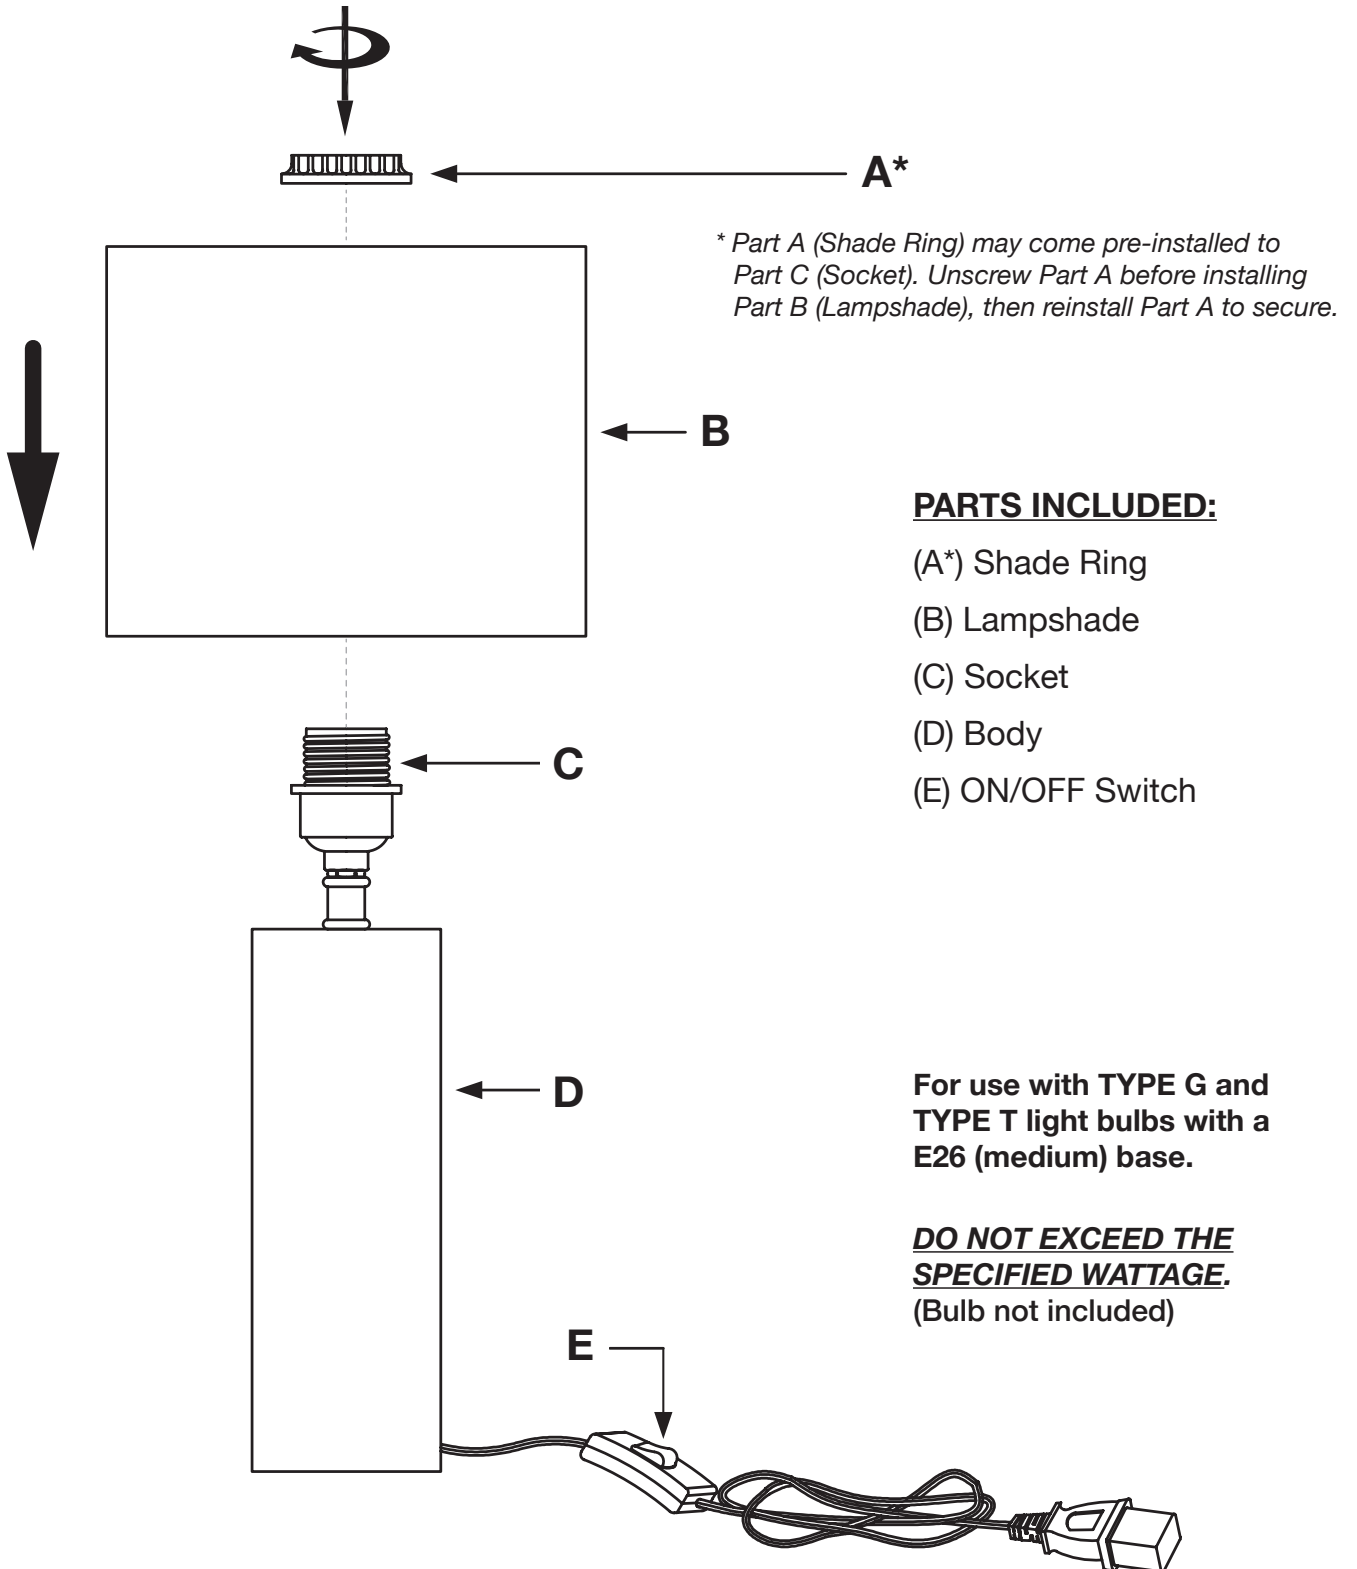 A*
* Part A (Shade Ring) may come pre-installed to
Part C (Socket). Unscrew Part A before installing
Part B (Lampshade), then reinstall Part A to secure.
B
PARTS INCLUDED:
(A*) Shade Ring
(B) Lampshade
(C) Socket
(D) Body
(E) ON/OFF Switch
C
D
For use with TYPE G and
TYPE T light bulbs with a
E26 (medium) base.
DO NOT EXCEED THE
SPECIFIED WATTAGE.
(Bulb not included)
E